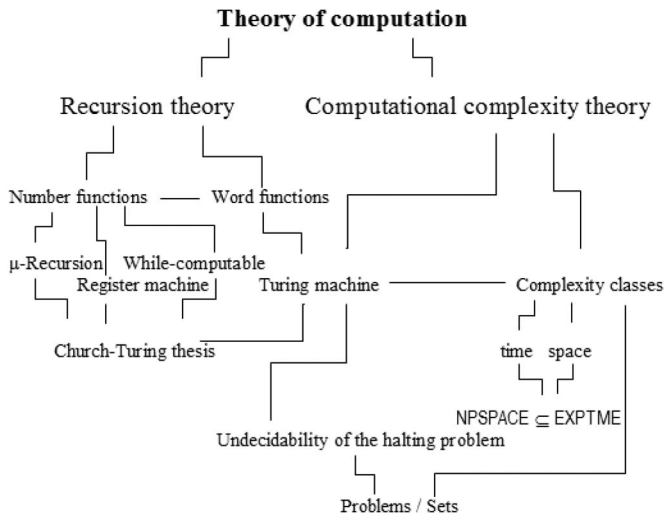 Theory of computation
Recursion theory
Computational complexity theory
Number functions
Word functions
μ-Recursion
While-computable
Register machine
Turing machine
Complexity classes
Church-Turing thesis
time
space
NPSPACE ⊆ EXPTME
Undecidability of the halting problem
Problems / Sets